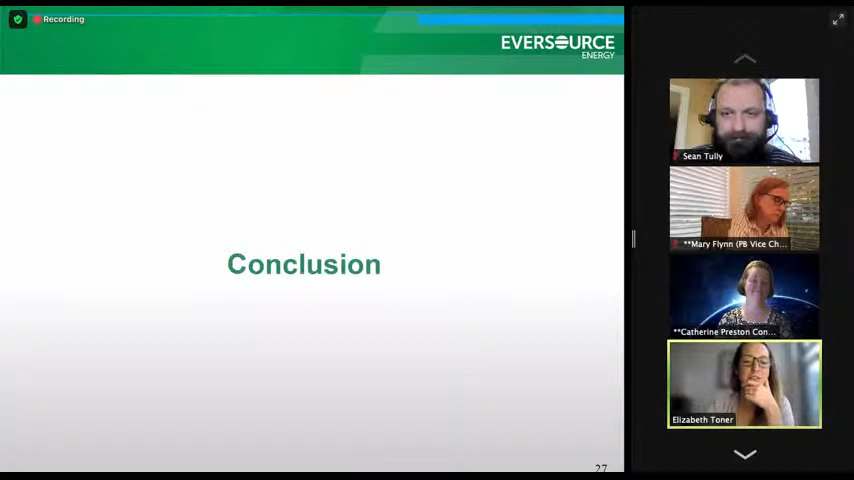 Recording
EVERSOURCE
ENERGY
Conclusion
27
Sean Tully
**Mary Flynn (PB Vice Ch...
**Catherine Preston Con...
Elizabeth Toner